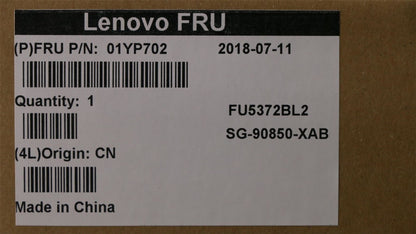 Lenovo FRU
(P)FRU P/N: 01YP702 2018-07-11
Quantity: 1
FU5372BL2
SG-90850-XAB
(4L)Origin: CN
Made in China